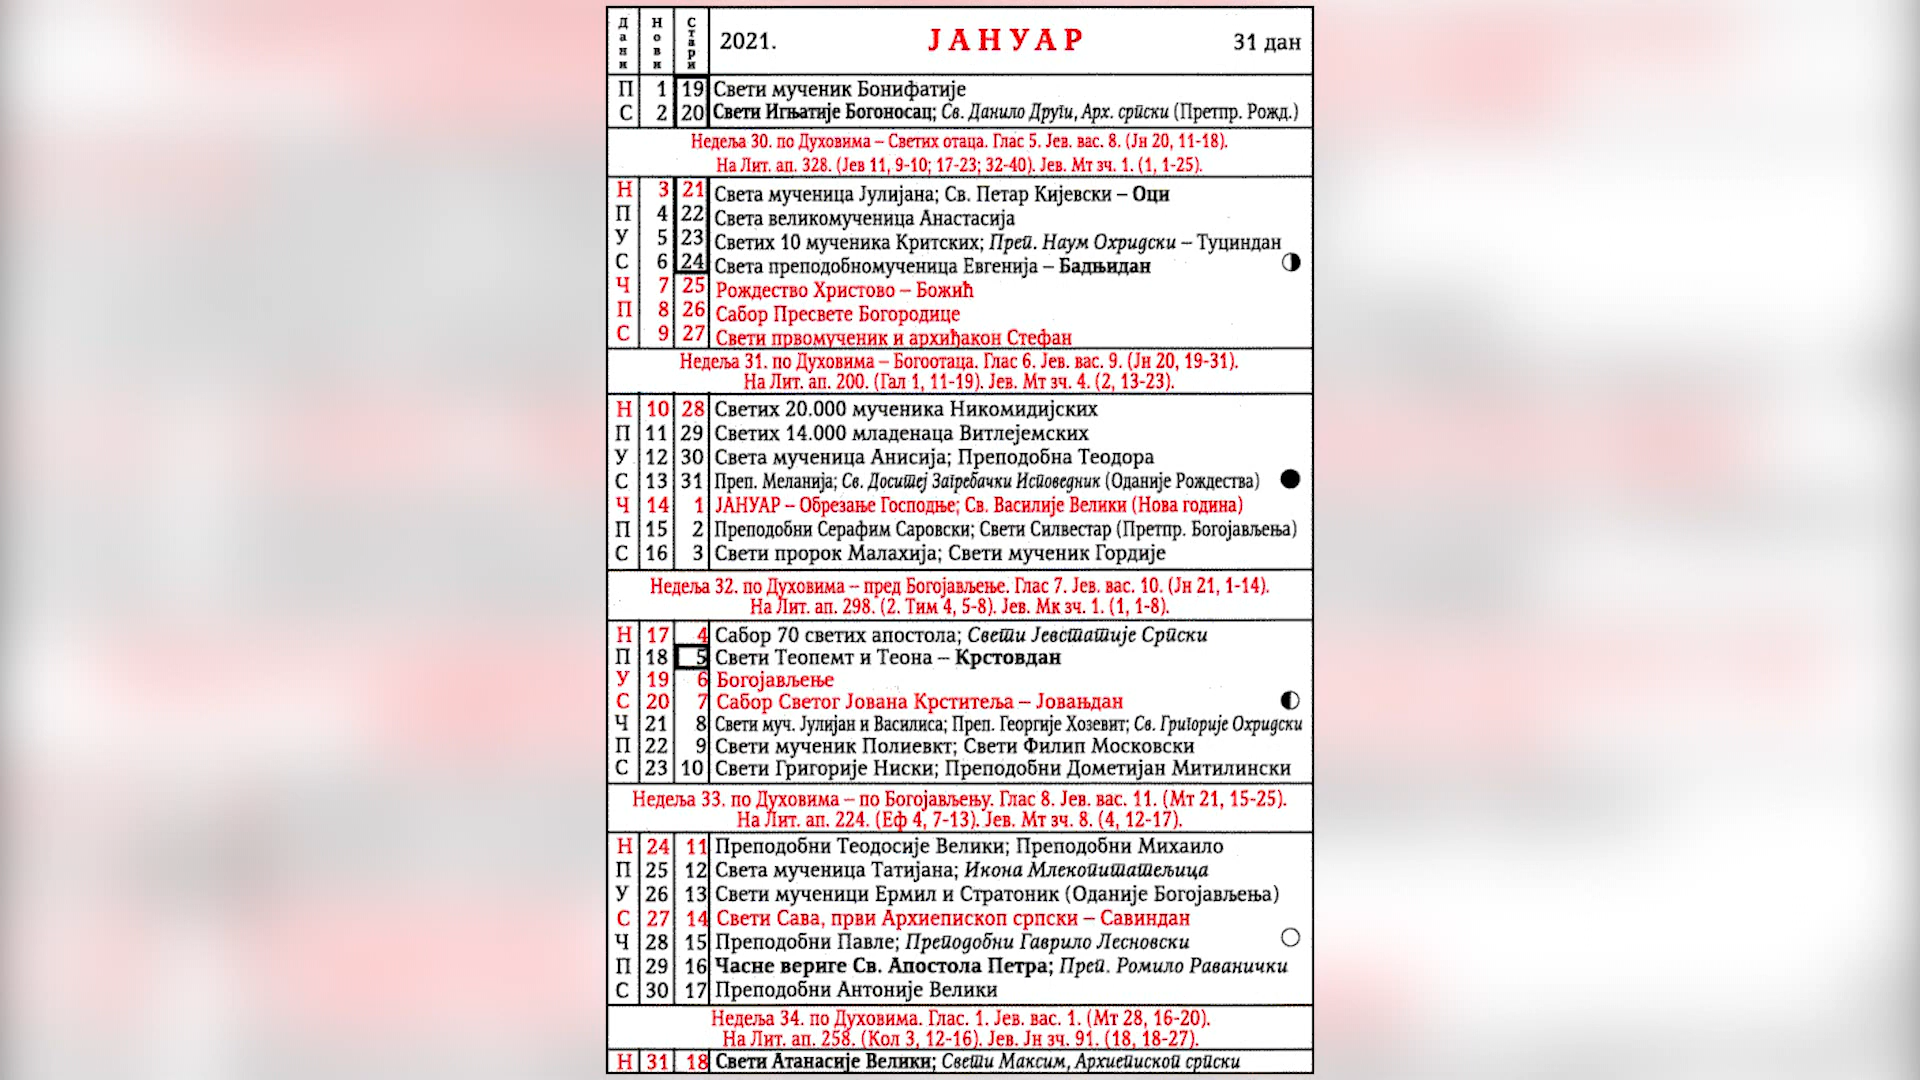 дани Нови Стари 2021. ЈАНУАР 31 дан
П 1 19 Свети мученик Бонифатије
С 2 20 Свети Игњатије Богоносац; Св. Данило Други, Арх. српски (Претпр. Рожд.)
Недеља 30. по Духовима – Светих отаца. Глас 5. Јев. вас. 8. (Јн 20, 11-18).
На Лит. ап. 328. (Јев 11, 9-10; 17-23; 32-40). Јев. Мт зч. 1. (1, 1-25).
Н 3 21 Света мученица Јулијана; Св. Петар Кијевски – Оци
П 4 22 Света великомученица Анастасија
У 5 23 Светих 10 мученика Критских; Преп. Наум Охридски – Туциндан
С 6 24 Света преподобномученица Евгенија – Бадњидан
Ч 7 25 Рождество Христово – Божић
П 8 26 Сабор Пресвете Богородице
С 9 27 Свети првомученик и архиђакон Стефан
Недеља 31. по Духовима – Богоотаца. Глас 6. Јев. вас. 9. (Јн 20, 19-31).
На Лит. ап. 200. (Гал 1, 11-19). Јев. Мт зч. 4. (2, 13-23).
Н 10 28 Светих 20.000 мученика Никомидијских
П 11 29 Светих 14.000 младенаца Витлејемских
У 12 30 Света мученица Анисија; Преподобна Теодора
С 13 31 Преп. Меланија; Св. Доситеј Загребачки Исповедник (Оданије Рождества)
Ч 14 1 ЈАНУАР – Обрезање Господње; Св. Василије Велики (Нова година)
П 15 2 Преподобни Серафим Саровски; Свети Силвестар (Претпр. Богојављења)
С 16 3 Свети пророк Малахија; Свети мученик Гордије
Недеља 32. по Духовима – пред Богојављење. Глас 7. Јев. вас. 10. (Јн 21, 1-14).
На Лит. ап. 298. (2. Тим 4, 5-8). Јев. Мк зч. 1. (1, 1-8).
Н 17 4 Сабор 70 светих апостола; Свети Јевстатије Српски
П 18 5 Свети Теопемт и Теона – Крстовдан
У 19 6 Богојављење
С 20 7 Сабор Светог Јована Крститеља – Јовањдан
Ч 21 8 Свети муч. Јулијан и Василиса; Преп. Георгије Хозевит; Св. Григорије Охридски
П 22 9 Свети мученик Полиевкт; Свети Филип Московски
С 23 10 Свети Григорије Ниски; Преподобни Дометијан Митилински
Недеља 33. по Духовима – по Богојављењу. Глас 8. Јев. вас. 11. (Мт 21, 15-25).
На Лит. ап. 224. (Еф 4, 7-13). Јев. Мт зч. 8. (4, 12-17).
Н 24 11 Преподобни Теодосије Велики; Преподобни Михаило
П 25 12 Света мученица Татијана; Икона Млекопитатељица
У 26 13 Свети мученици Ермил и Стратоник (Оданије Богојављења)
С 27 14 Свети Сава, први Архиепископ српски – Савиндан
Ч 28 15 Преподобни Павле; Преподобни Гаврило Лесновски
П 29 16 Часне вериге Св. Апостола Петра; Преп. Ромило Раванички
С 30 17 Преподобни Антоније Велики
Недеља 34. по Духовима. Глас. 1. Јев. вас. 1. (Мт 28, 16-20).
На Лит. ап. 258. (Кол 3, 12-16). Јев. Јн зч. 91. (18, 18-27).
Н 31 18 Свети Атанасије Велики; Свети Максим, Архиепископ српски